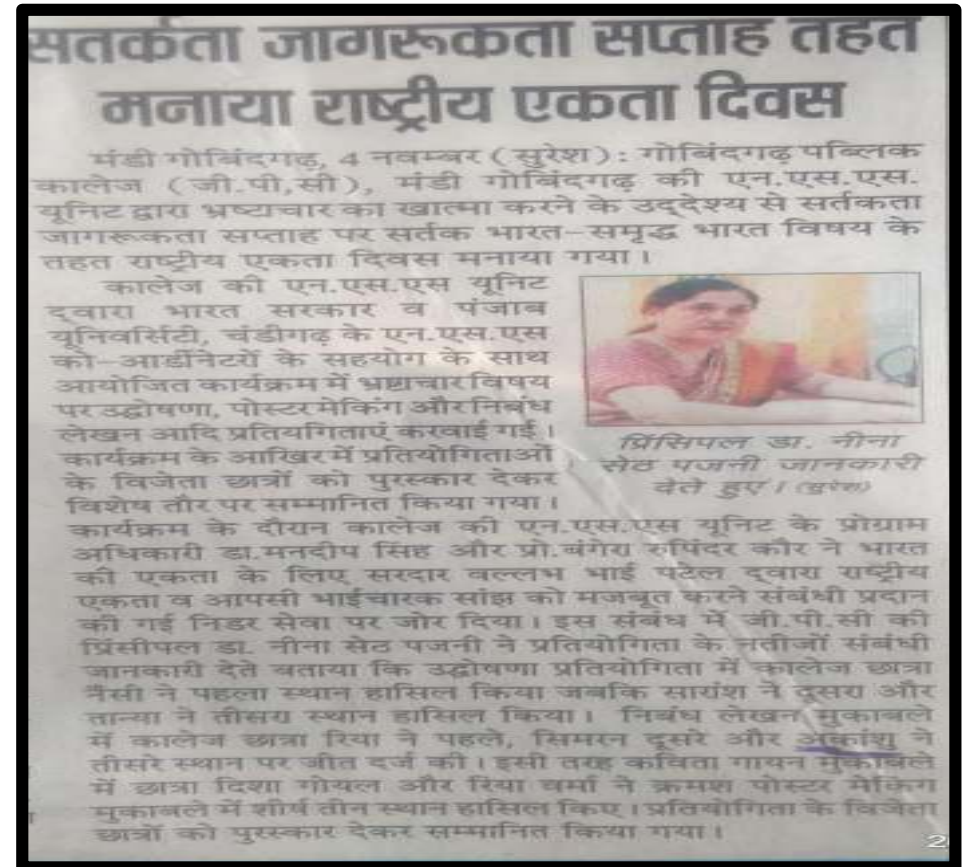 सतर्कता जागरूकता सप्ताह तहत
मनाया राष्ट्रीय एकता दिवस
मंडी गोबिंदगढ़, 4 नवम्बर (सुरेश): गोबिंदगढ़ पब्लिक
कालेज (जी.पी,सी), मंडी गोबिंदगढ़ की एन.एस.एस.
यूनिट द्वारा भ्रष्टाचार का खात्मा करने के उद्देश्य से सर्तकता
जागरूकता सप्ताह पर सर्तक भारत-समृद्ध भारत विषय के
तहत राष्ट्रीय एकता दिवस मनाया गया।
कालेज की एन.एस.एस यूनिट
द्वारा भारत सरकार व पंजाब
यूनिवर्सिटी, चंडीगढ़ के एन.एस.एस
को-आर्डीनेटरों के सहयोग के साथ
आयोजित कार्यक्रम में भ्रष्टाचार विषय
पर उद्घोषणा, पोस्टर मेकिंग और निबंध
लेखन आदि प्रतियगिताएं करवाई गई।
कार्यक्रम के आखिर में प्रतियोगिताओं
के विजेता छात्रों को पुरस्कार देकर
विशेष तौर पर सम्मानित किया गया।
प्रिंसिपल डा. नीना
सेठ पजनी जानकारी
देते हुए। (सुरेश)
कार्यक्रम के दौरान कालेज की एन.एस.एस यूनिट के प्रोग्राम
अधिकारी डा.मनदीप सिंह और प्रो.बंगेरा रुपिंदर कौर ने भारत
की एकता के लिए सरदार वल्लभ भाई पटेल द्वारा राष्ट्रीय
एकता व आपसी भाईचारक सांझ को मजबूत करने संबंधी प्रदान
की गई निडर सेवा पर जोर दिया। इस संबंध में जी.पी.सी की
प्रिंसीपल डा. नीना सेठ पजनी ने प्रतियोगिता के नतीजों संबंधी
जानकारी देते बताया कि उद्घोषणा प्रतियोगिता में कालेज छात्रा
नैंसी ने पहला स्थान हासिल किया जबकि सारांश ने दूसरा और
तान्या ने तीसरा स्थान हासिल किया। निबंध लेखन मुकाबले
में कालेज छात्रा रिया ने पहले, सिमरन दूसरे और अकांशु ने
तीसरे स्थान पर जीत दर्ज की। इसी तरह कविता गायन मुकाबले
में छात्रा दिशा गोयल और रिया वर्मा ने क्रमश पोस्टर मेकिंग
मुकाबले में शीर्ष तीन स्थान हासिल किए। प्रतियोगिता के विजेता
छात्रों को पुरस्कार देकर सम्मानित किया गया।
2